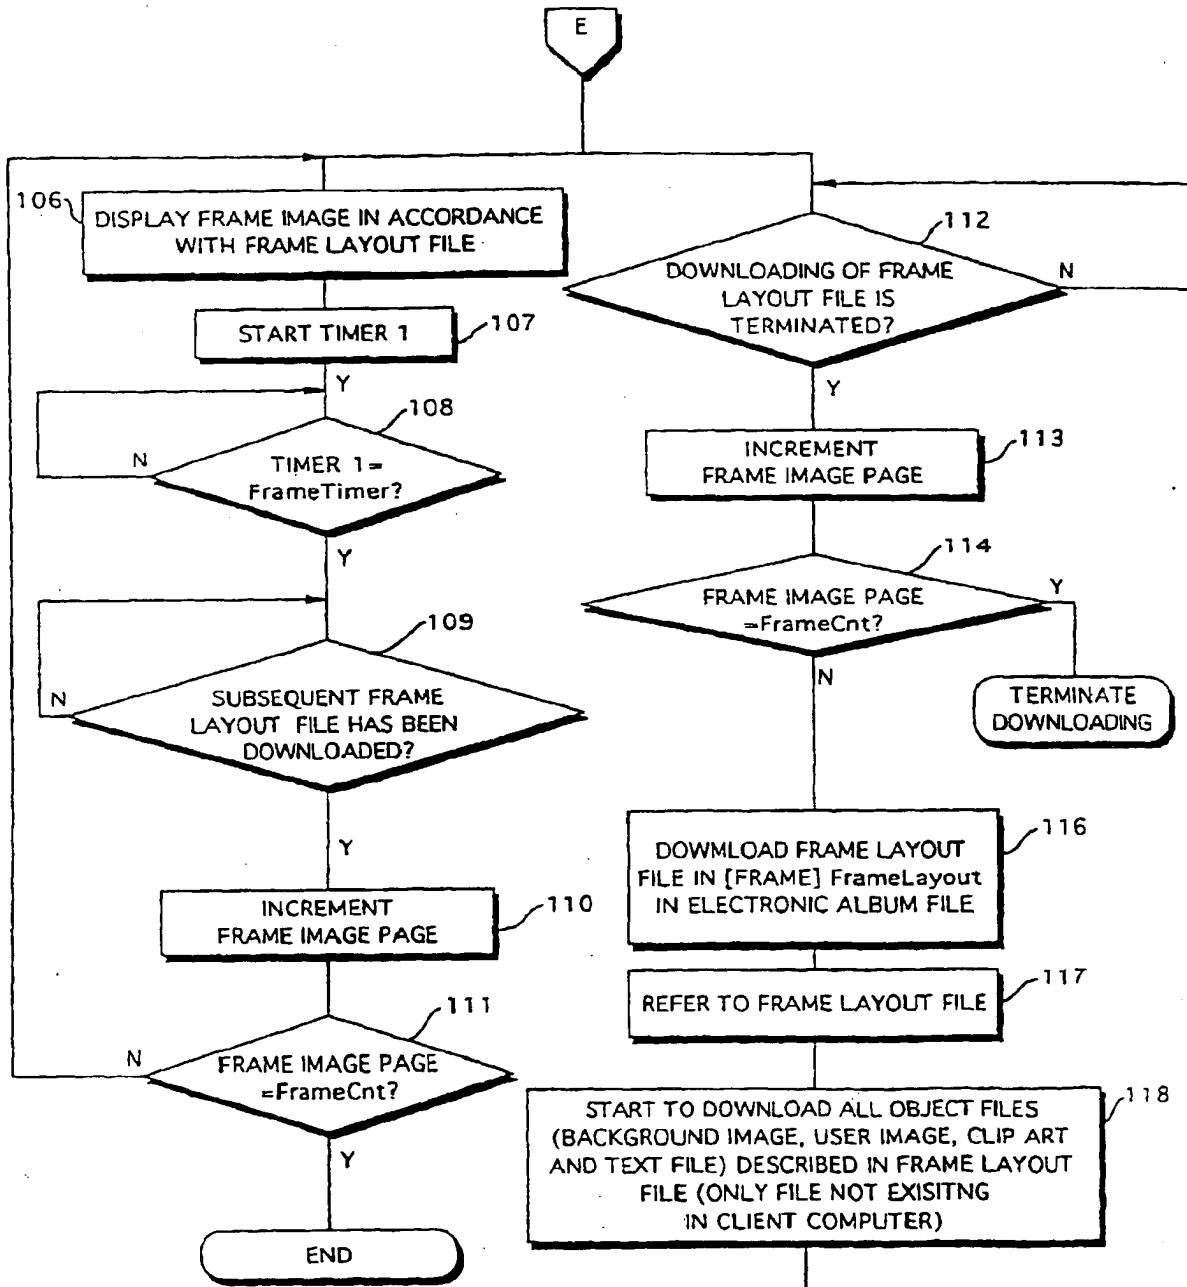 E
106
DISPLAY FRAME IMAGE IN ACCORDANCE
WITH FRAME LAYOUT FILE
START TIMER 1
107
Y
108
N
TIMER 1=
FrameTimer?
Y
109
N
SUBSEQUENT FRAME
LAYOUT FILE HAS BEEN
DOWNLOADED?
Y
INCREMENT
FRAME IMAGE PAGE
110
111
N
FRAME IMAGE PAGE
=FrameCnt?
Y
END
112
DOWNLOADING OF FRAME
LAYOUT FILE IS
TERMINATED?
N
Y
INCREMENT
FRAME IMAGE PAGE
113
114
FRAME IMAGE PAGE
=FrameCnt?
Y
N
TERMINATE
DOWNLOADING
116
DOWMLOAD FRAME LAYOUT
FILE IN [FRAME] FrameLayout
IN ELECTRONIC ALBUM FILE
REFER TO FRAME LAYOUT FILE
117
118
START TO DOWNLOAD ALL OBJECT FILES
(BACKGROUND IMAGE, USER IMAGE, CLIP ART
AND TEXT FILE) DESCRIBED IN FRAME LAYOUT
FILE (ONLY FILE NOT EXISITNG
IN CLIENT COMPUTER)